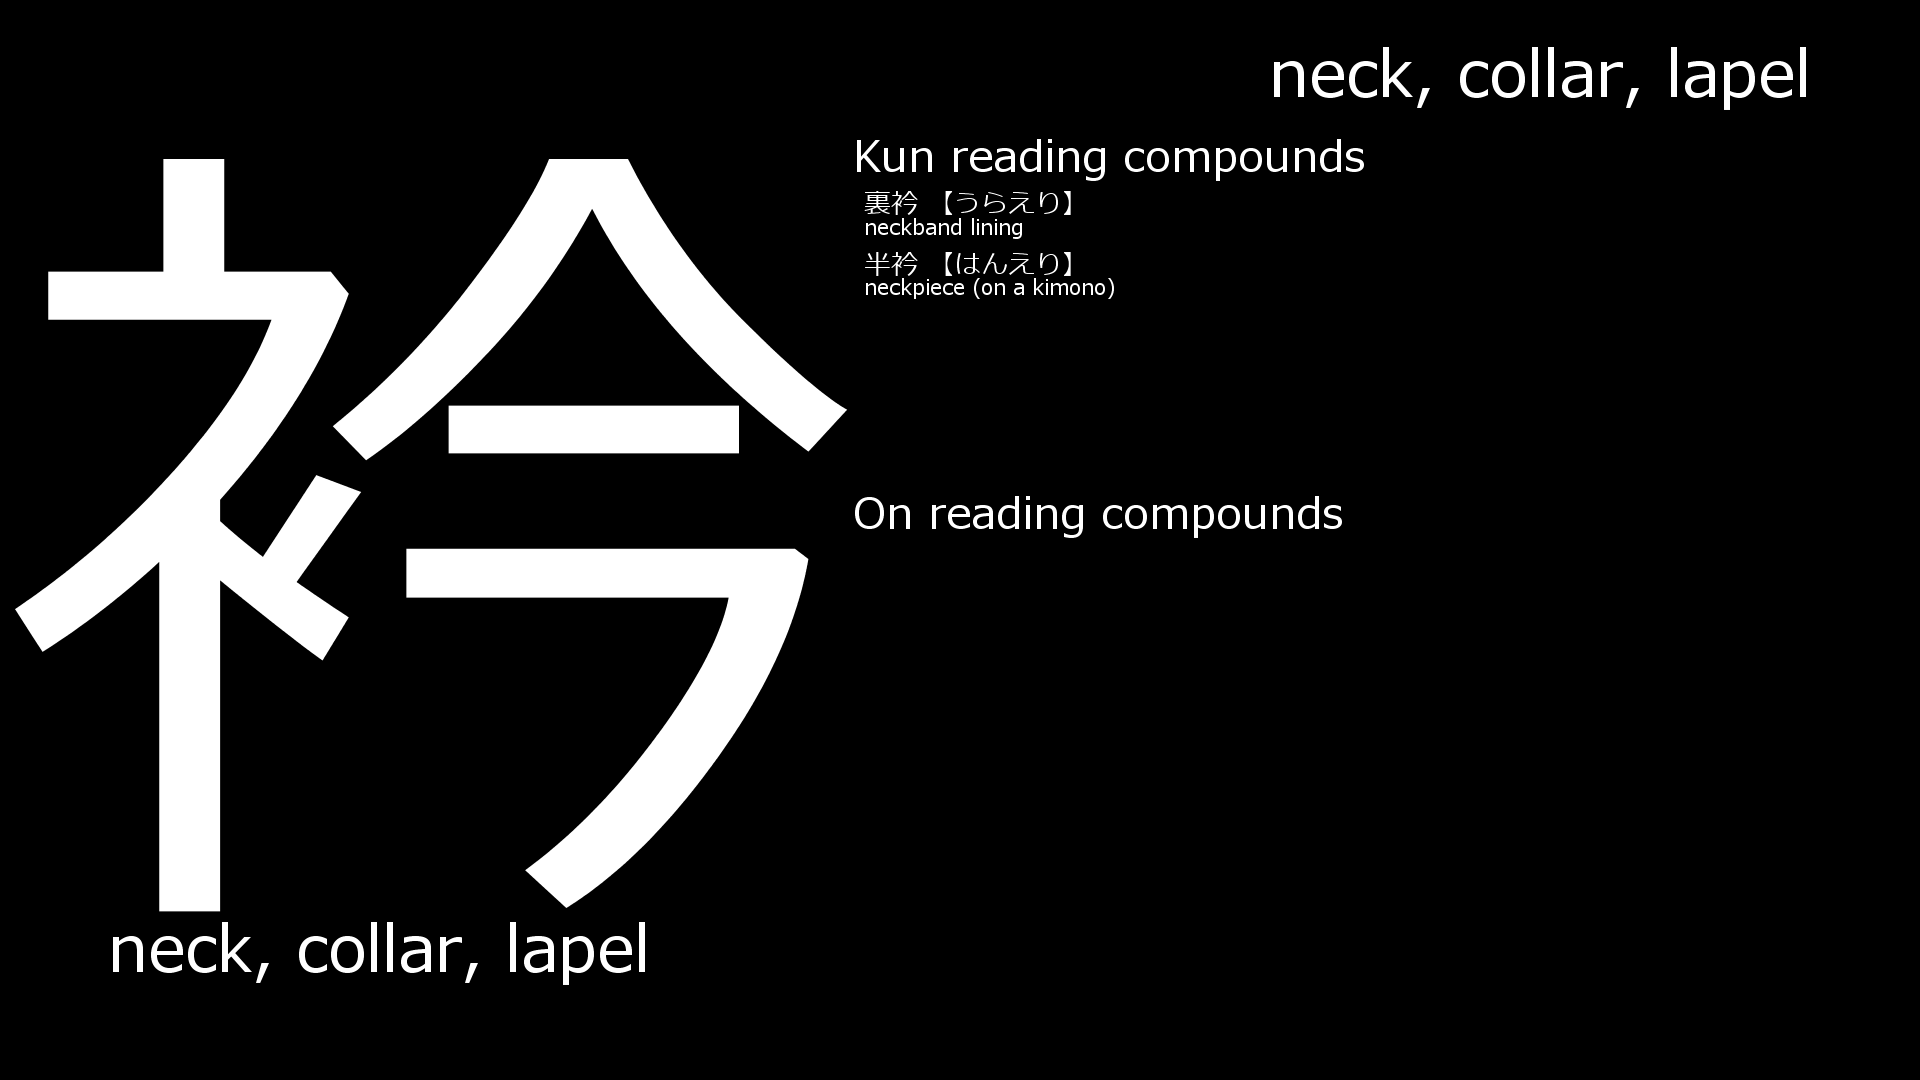 neck, collar, lapel
衿
Kun reading compounds
裏衿 【うらえり】
neckband lining
半衿 【はんえり】
neckpiece (on a kimono)
On reading compounds
neck, collar, lapel